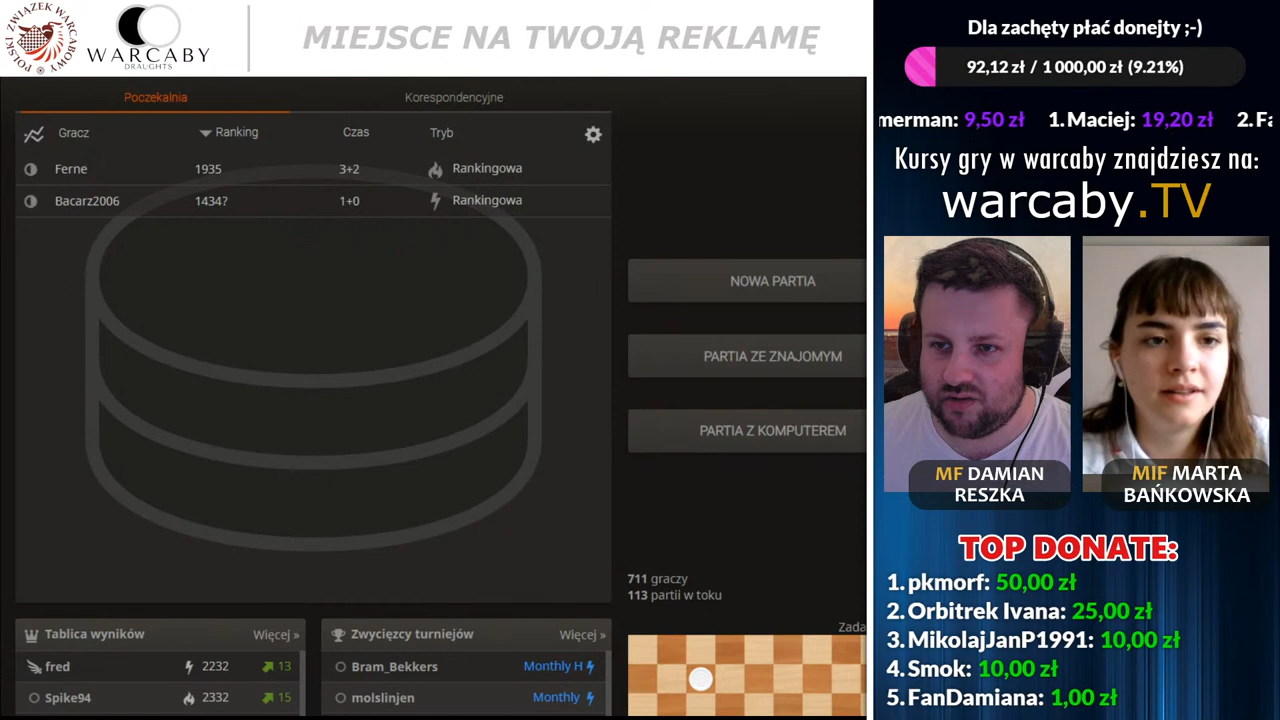 POLSKI ZWIĄZEK WARCABOWY
WARCABY
DRAUGHTS
MIEJSCE NA TWOJĄ REKLAMĘ
Poczekalnia
Korespondencyjne
Gracz Ranking Czas Tryb
Ferne 1935 3+2 Rankingowa
Bacarz2006 1434? 1+0 Rankingowa
NOWA PARTIA
PARTIA ZE ZNAJOMYM
PARTIA Z KOMPUTEREM
711 graczy
113 partii w toku
Zada
Tablica wyników Więcej »
fred 2232 13
Spike94 2332 15
Zwycięzcy turniejów Więcej »
Bram_Bekkers Monthly H
molslinjen Monthly
Dla zachęty płać donejty ;-)
92,12 zł / 1 000,00 zł (9.21%)
merman: 9,50 zł 1. Maciej: 19,20 zł 2. Fa
Kursy gry w warcaby znajdziesz na:
warcaby.TV
MF DAMIAN
RESZKA
MIF MARTA
BAŃKOWSKA
TOP DONATE:
1. pkmorf: 50,00 zł
2. Orbitrek Ivana: 25,00 zł
3. MikolajJanP1991: 10,00 zł
4. Smok: 10,00 zł
5. FanDamiana: 1,00 zł